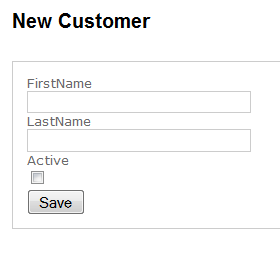 New Customer
FirstName
LastName
Active
Save